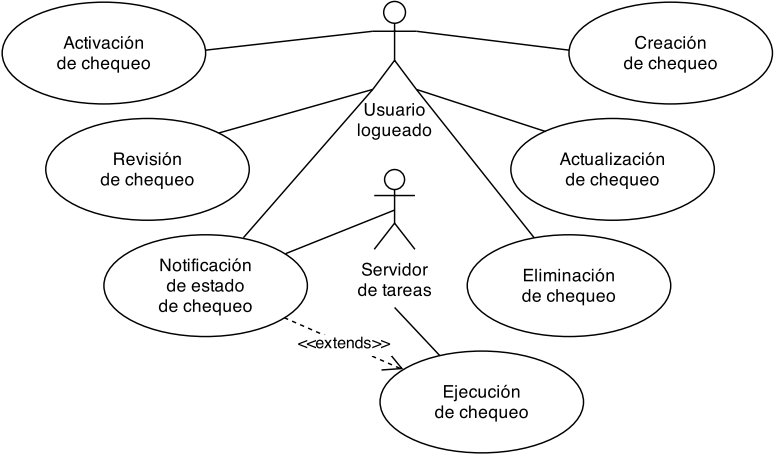 Activación
de chequeo
Creación
de chequeo
Usuario
logueado
Revisión
de chequeo
Actualización
de chequeo
Notificación
de estado
de chequeo
Servidor
de tareas
Eliminación
de chequeo
<<extends>>
Ejecución
de chequeo